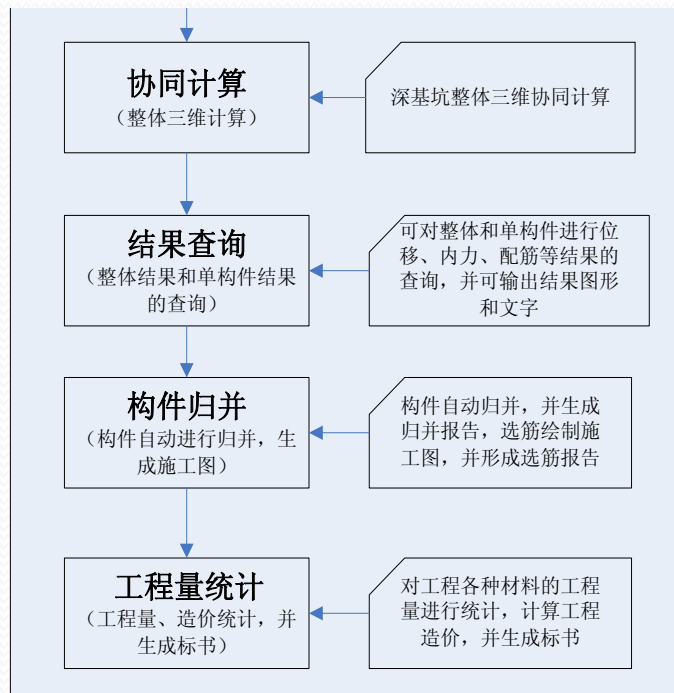 协同计算
（整体三维计算）
深基坑整体三维协同计算
结果查询
（整体结果和单构件结果
的查询）
可对整体和单构件进行位
移、内力、配筋等结果的
查询，并可输出结果图形
和文字
构件归并
（构件自动进行归并，生
成施工图）
构件自动归并，并生成
归并报告，选筋绘制施
工图，并形成选筋报告
工程量统计
（工程量、造价统计，并
生成标书）
对工程各种材料的工程
量进行统计，计算工程
造价，并生成标书